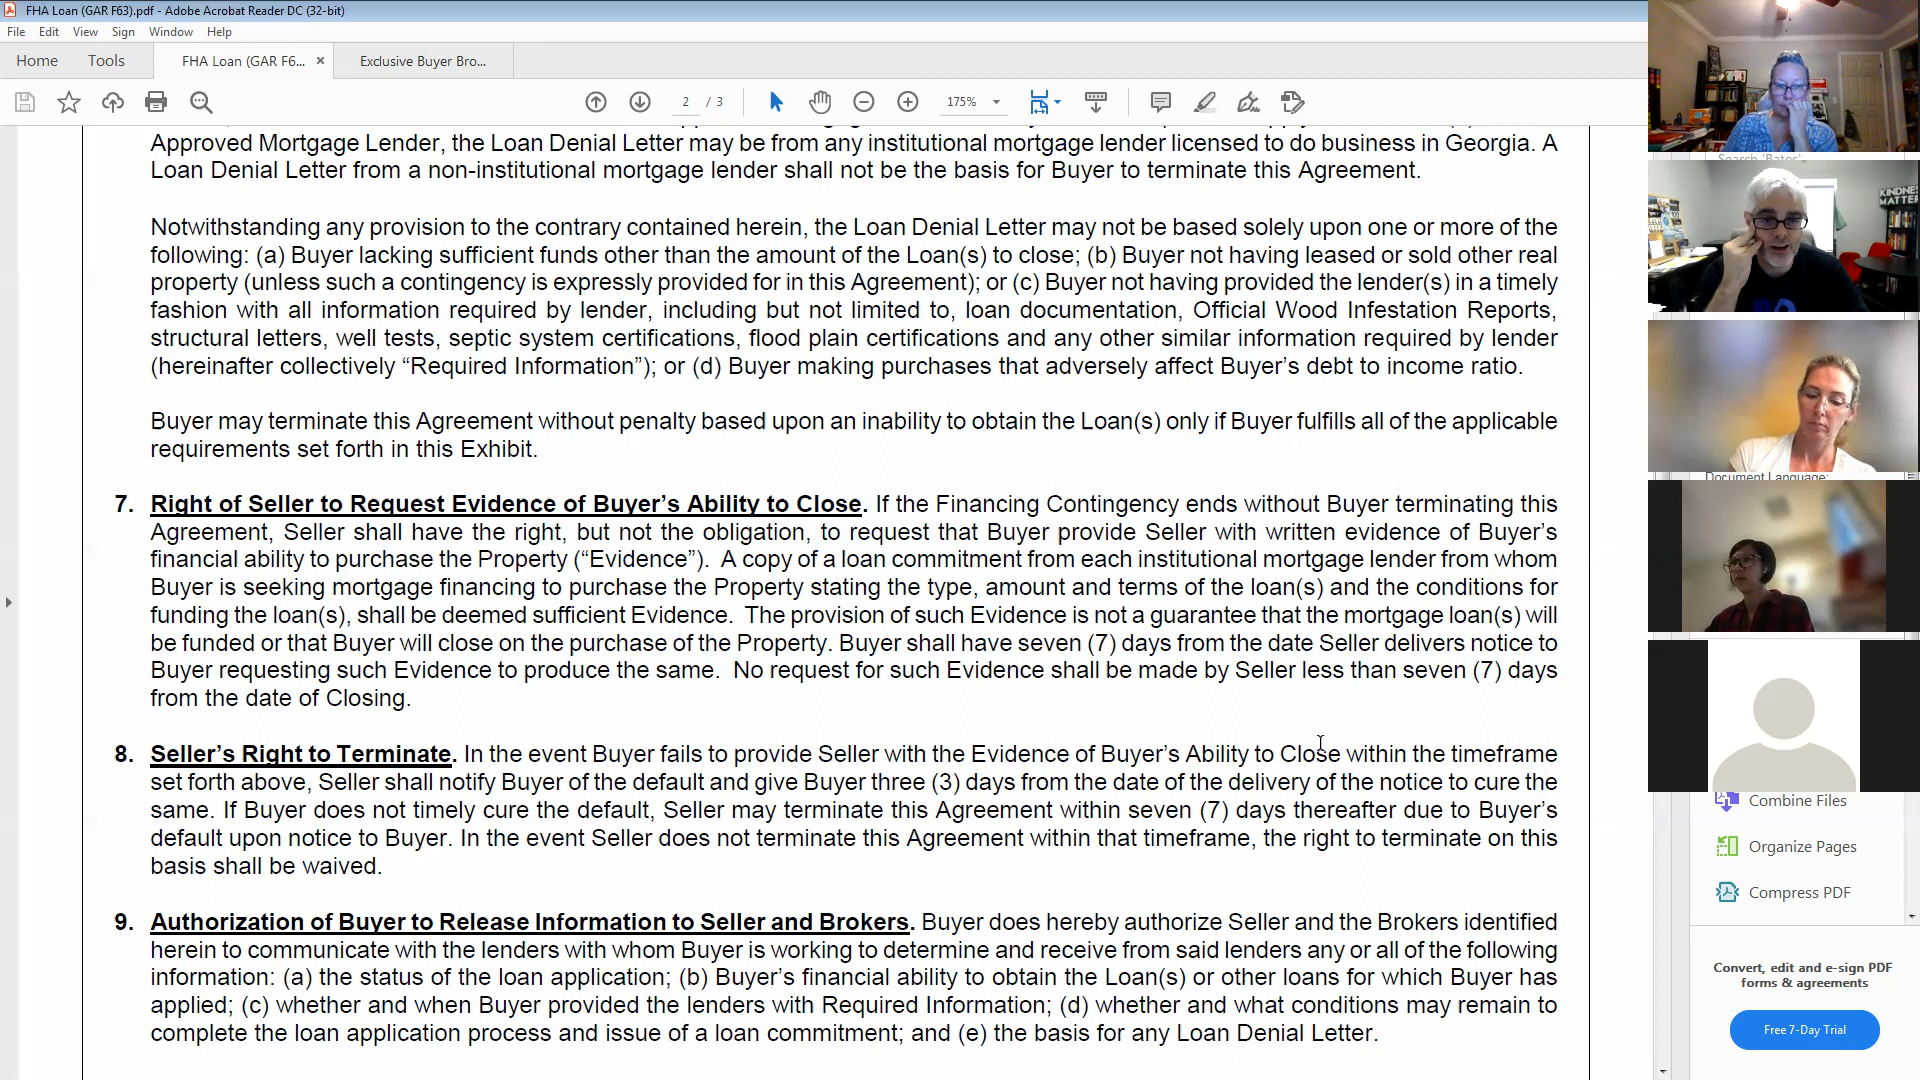 FHA Loan (GAR F63).pdf - Adobe Acrobat Reader DC (32-bit)
File Edit View Sign Window Help
Home Tools FHA Loan (GAR F6... × Exclusive Buyer Bro...
2 / 3 175%
Approved Mortgage Lender, the Loan Denial Letter may be from any institutional mortgage lender licensed to do business in Georgia. A
Loan Denial Letter from a non-institutional mortgage lender shall not be the basis for Buyer to terminate this Agreement.
Notwithstanding any provision to the contrary contained herein, the Loan Denial Letter may not be based solely upon one or more of the
following: (a) Buyer lacking sufficient funds other than the amount of the Loan(s) to close; (b) Buyer not having leased or sold other real
property (unless such a contingency is expressly provided for in this Agreement); or (c) Buyer not having provided the lender(s) in a timely
fashion with all information required by lender, including but not limited to, loan documentation, Official Wood Infestation Reports,
structural letters, well tests, septic system certifications, flood plain certifications and any other similar information required by lender
(hereinafter collectively “Required Information”); or (d) Buyer making purchases that adversely affect Buyer’s debt to income ratio.
Buyer may terminate this Agreement without penalty based upon an inability to obtain the Loan(s) only if Buyer fulfills all of the applicable
requirements set forth in this Exhibit.
7. Right of Seller to Request Evidence of Buyer’s Ability to Close. If the Financing Contingency ends without Buyer terminating this
Agreement, Seller shall have the right, but not the obligation, to request that Buyer provide Seller with written evidence of Buyer’s
financial ability to purchase the Property (“Evidence”). A copy of a loan commitment from each institutional mortgage lender from whom
Buyer is seeking mortgage financing to purchase the Property stating the type, amount and terms of the loan(s) and the conditions for
funding the loan(s), shall be deemed sufficient Evidence. The provision of such Evidence is not a guarantee that the mortgage loan(s) will
be funded or that Buyer will close on the purchase of the Property. Buyer shall have seven (7) days from the date Seller delivers notice to
Buyer requesting such Evidence to produce the same. No request for such Evidence shall be made by Seller less than seven (7) days
from the date of Closing.
8. Seller’s Right to Terminate. In the event Buyer fails to provide Seller with the Evidence of Buyer’s Ability to Close within the timeframe
set forth above, Seller shall notify Buyer of the default and give Buyer three (3) days from the date of the delivery of the notice to cure the
same. If Buyer does not timely cure the default, Seller may terminate this Agreement within seven (7) days thereafter due to Buyer’s
default upon notice to Buyer. In the event Seller does not terminate this Agreement within that timeframe, the right to terminate on this
basis shall be waived.
9. Authorization of Buyer to Release Information to Seller and Brokers. Buyer does hereby authorize Seller and the Brokers identified
herein to communicate with the lenders with whom Buyer is working to determine and receive from said lenders any or all of the following
information: (a) the status of the loan application; (b) Buyer’s financial ability to obtain the Loan(s) or other loans for which Buyer has
applied; (c) whether and when Buyer provided the lenders with Required Information; (d) whether and what conditions may remain to
complete the loan application process and issue of a loan commitment; and (e) the basis for any Loan Denial Letter.
Search 'Bates'
KINDNESS
MATTER
Document Language:
Combine Files
Organize Pages
Compress PDF
Convert, edit and e-sign PDF
forms & agreements
Free 7-Day Trial